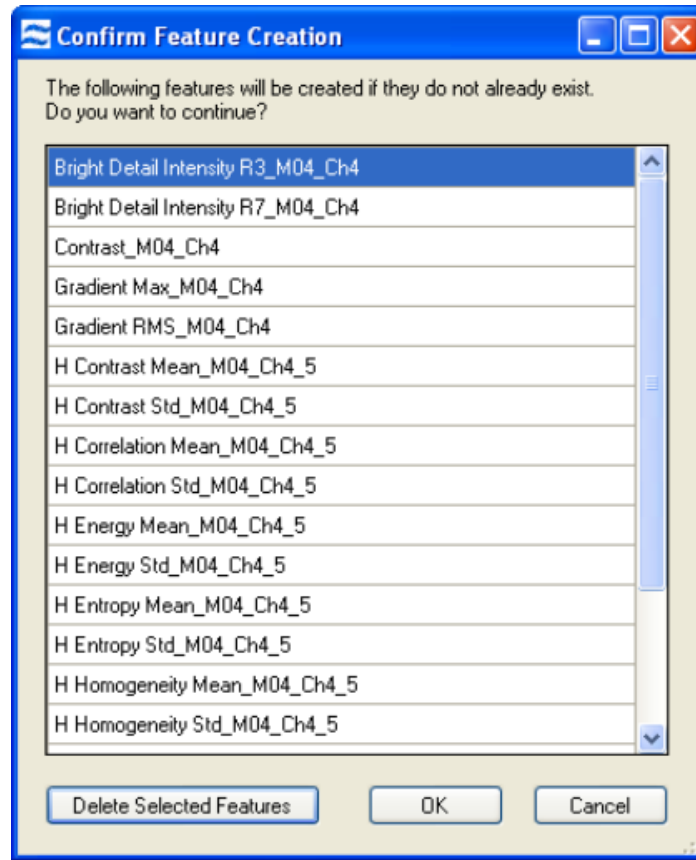 Confirm Feature Creation
The following features will be created if they do not already exist.
Do you want to continue?
Bright Detail Intensity R3_M04_Ch4
Bright Detail Intensity R7_M04_Ch4
Contrast_M04_Ch4
Gradient Max_M04_Ch4
Gradient RMS_M04_Ch4
H Contrast Mean_M04_Ch4_5
H Contrast Std_M04_Ch4_5
H Correlation Mean_M04_Ch4_5
H Correlation Std_M04_Ch4_5
H Energy Mean_M04_Ch4_5
H Energy Std_M04_Ch4_5
H Entropy Mean_M04_Ch4_5
H Entropy Std_M04_Ch4_5
H Homogeneity Mean_M04_Ch4_5
H Homogeneity Std_M04_Ch4_5
Delete Selected Features OK Cancel